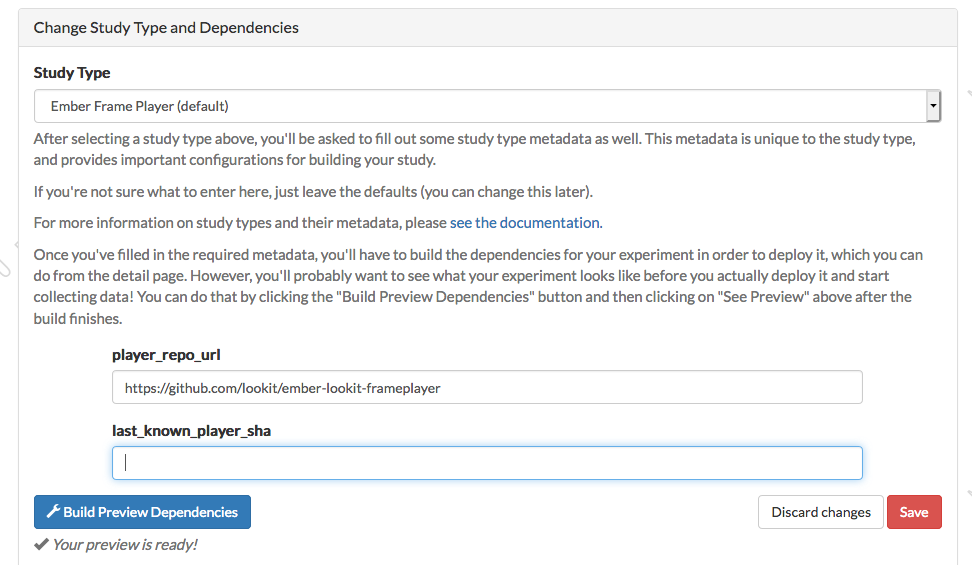 Change Study Type and Dependencies
Study Type
Ember Frame Player (default)
After selecting a study type above, you'll be asked to fill out some study type metadata as well. This metadata is unique to the study type,
and provides important configurations for building your study.
If you're not sure what to enter here, just leave the defaults (you can change this later).
For more information on study types and their metadata, please see the documentation.
Once you've filled in the required metadata, you'll have to build the dependencies for your experiment in order to deploy it, which you can
do from the detail page. However, you'll probably want to see what your experiment looks like before you actually deploy it and start
collecting data! You can do that by clicking the "Build Preview Dependencies" button and then clicking on "See Preview" above after the
build finishes.
player_repo_url
https://github.com/lookit/ember-lookit-frameplayer
last_known_player_sha
Build Preview Dependencies
Discard changes
Save
Your preview is ready!